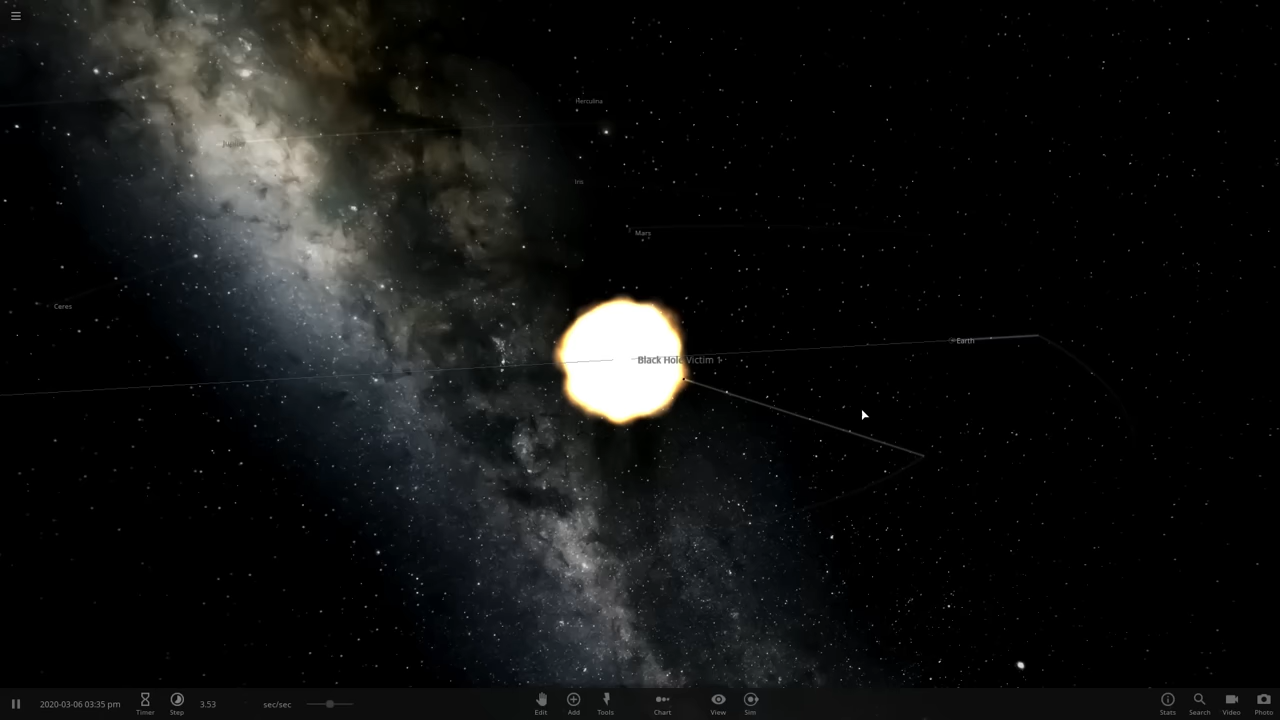 Herculina
Iris
Mars
Ceres
Earth
Black Hole Victim 1
2020-03-06 03:35 pm
Timer
Step
3.53
sec/sec
Edit
Add
Tools
Chart
View
Sim
Stats
Search
Video
Photo